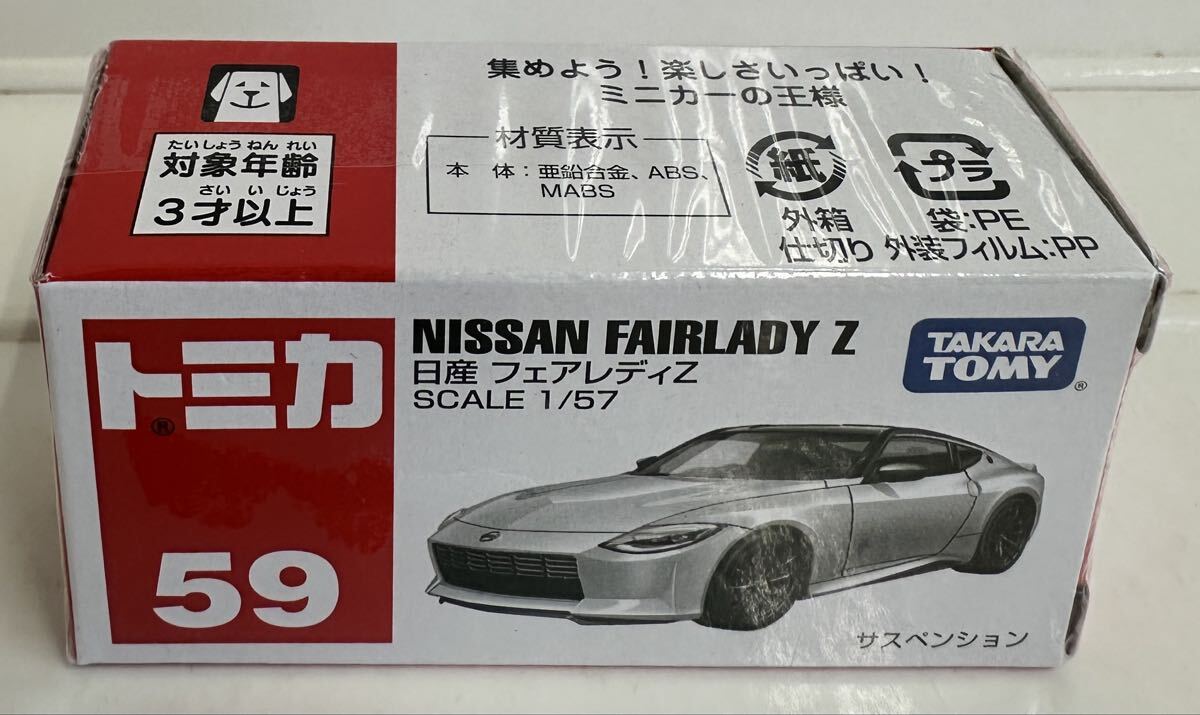 たいしょう ねん れい
対象年齢
さい い じょう
3才以上
集めよう！楽しさいっぱい！
ミニカーの王様
材質表示
本 体：亜鉛合金、ABS、
MABS
紙
外箱
仕切り
プラ
袋:PE
外装フィルム:PP
トミカ®
59
NISSAN FAIRLADY Z
日産 フェアレディZ
SCALE 1/57
TAKARA
TOMY®
サスペンション